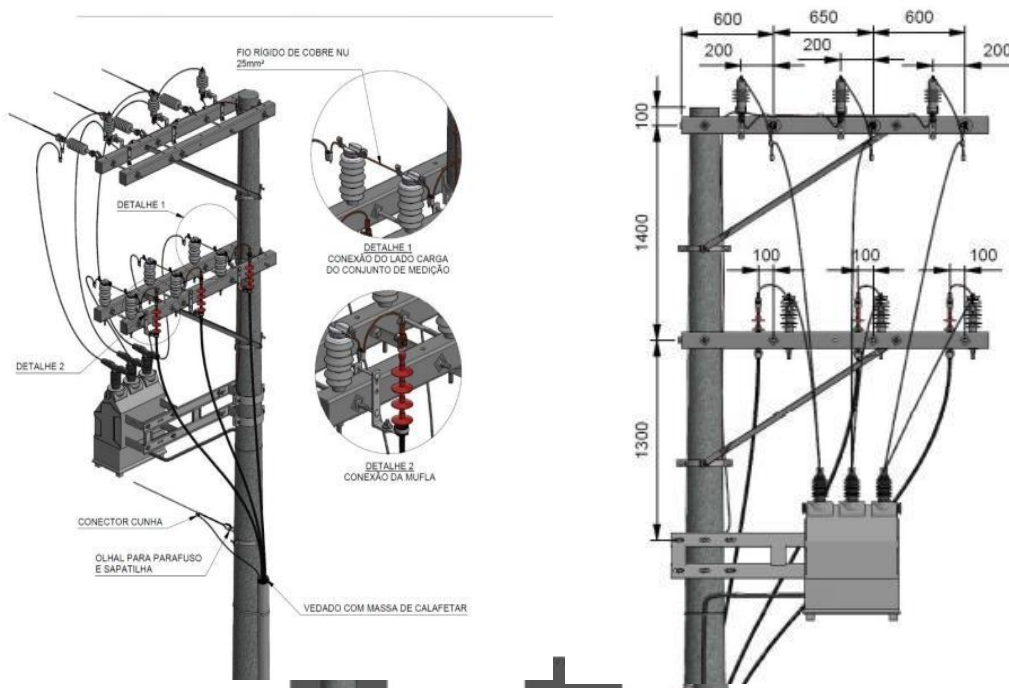 FIO RÍGIDO DE COBRE NU
25mm²
DETALHE 1
DETALHE 1
CONEXÃO DO LADO CARGA
DO CONJUNTO DE MEDIÇÃO
DETALHE 2
DETALHE 2
CONEXÃO DA MUFLA
CONECTOR CUNHA
OLHAL PARA PARAFUSO
E SAPATILHA
VEDADO COM MASSA DE CALAFETAR
600 650 600
200 200 200
100
1400
100 100 100
1300